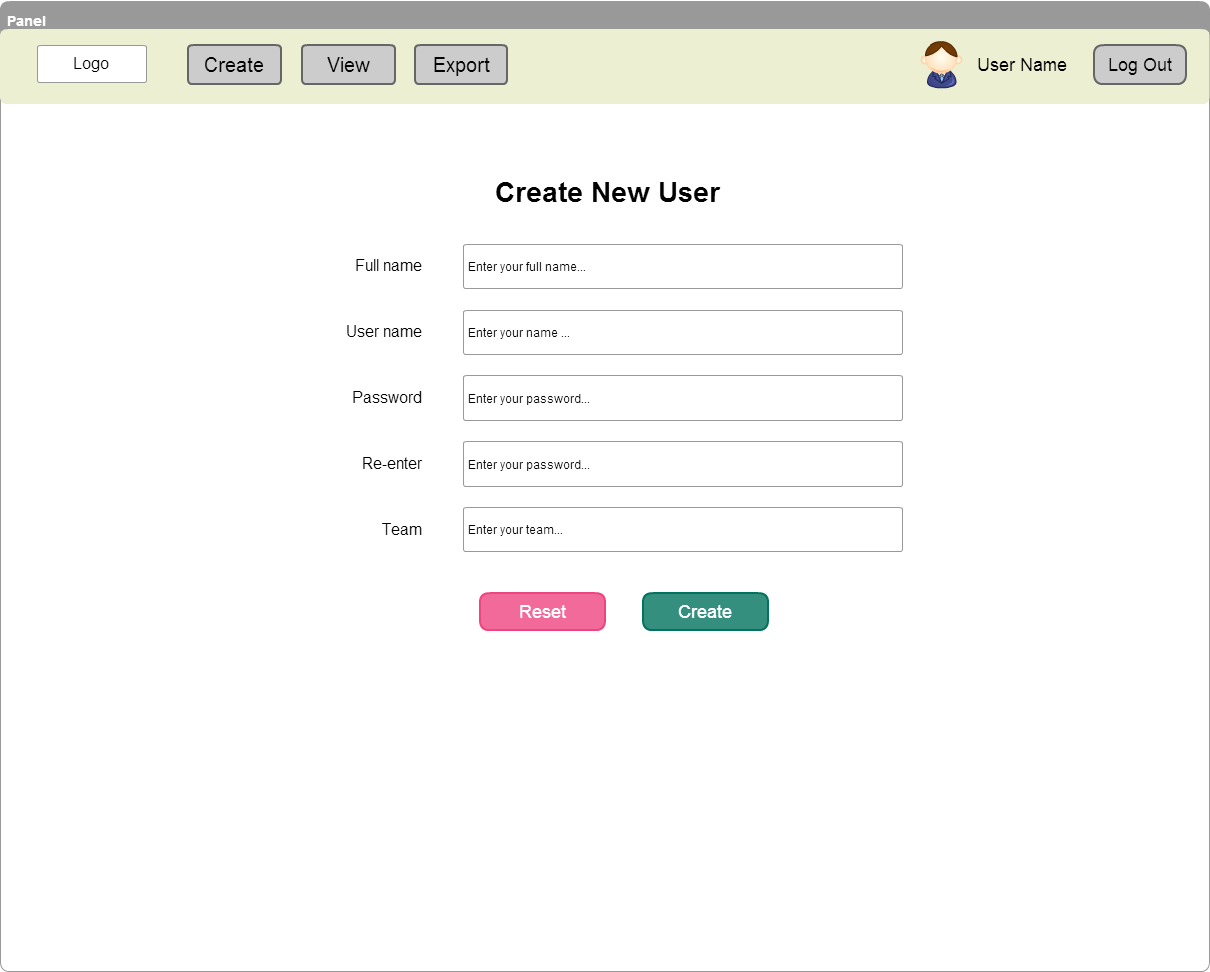 Panel
Logo Create View Export User Name Log Out
Create New User
Full name Enter your full name...
User name Enter your name ...
Password Enter your password...
Re-enter Enter your password...
Team Enter your team...
Reset Create